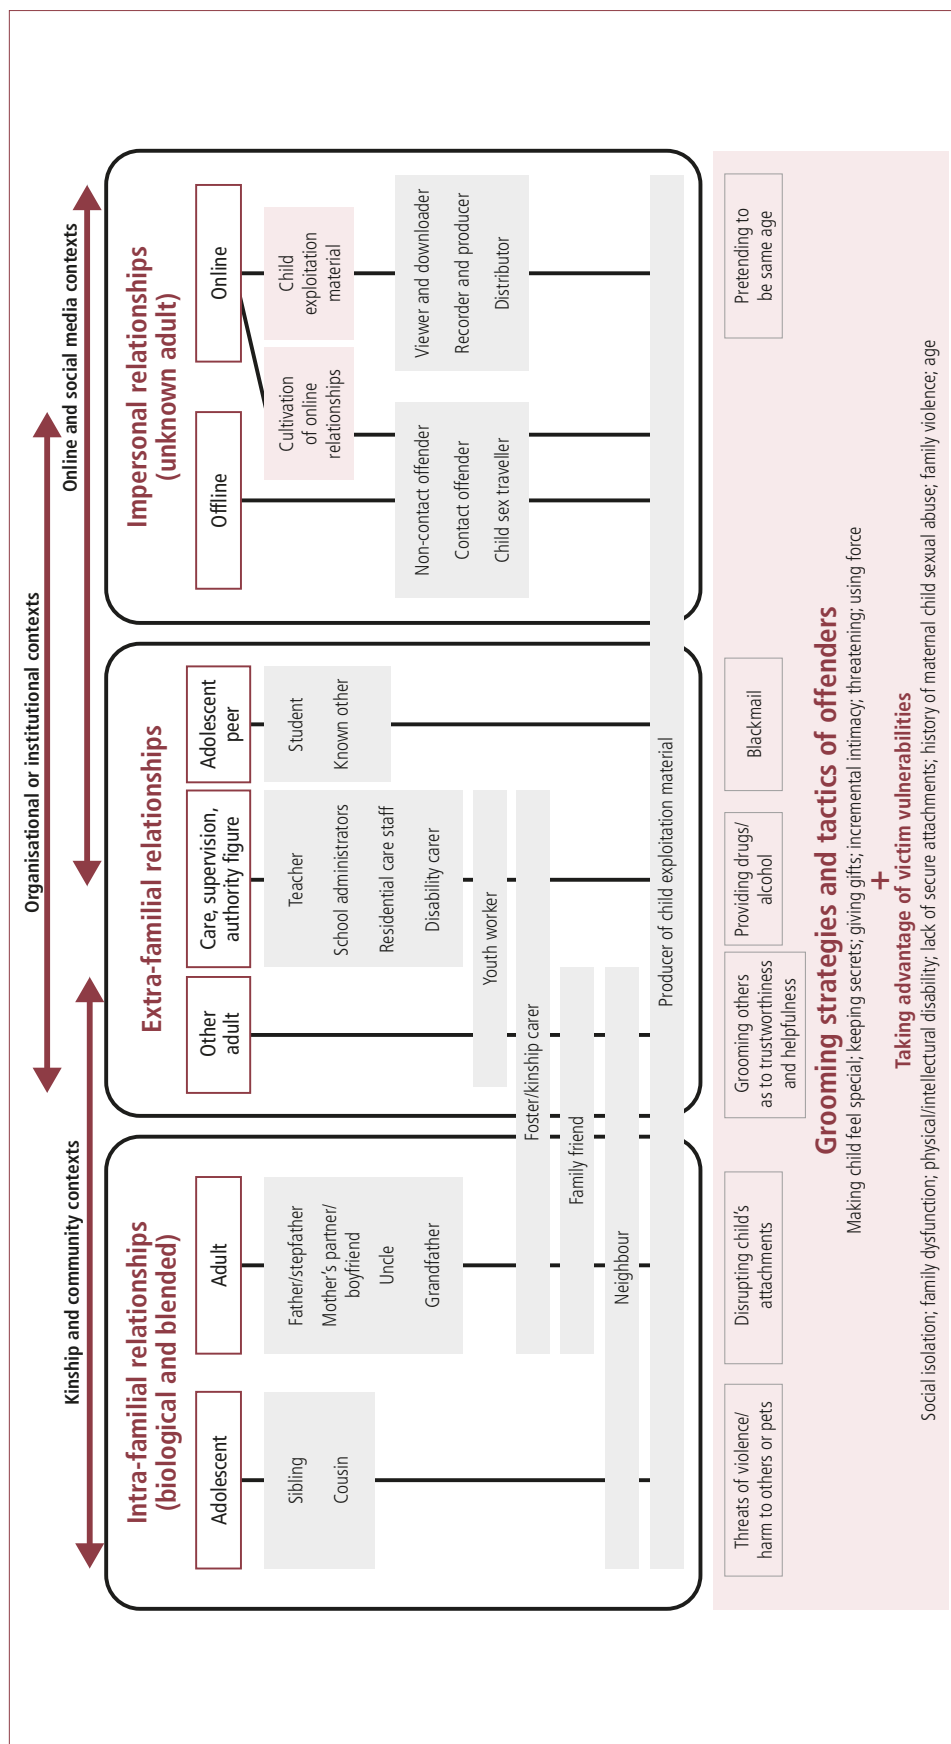 Organisational or institutional contexts
Kinship and community contexts
Online and social media contexts
Intra-familial relationships
(biological and blended)
Adolescent
Adult
Sibling
Cousin
Father/stepfather
Mother's partner/
boyfriend
Uncle
Grandfather
Extra-familial relationships
Other
adult
Care, supervision,
authority figure
Adolescent
peer
Teacher
School administrators
Residential care staff
Disability carer
Student
Known other
Impersonal relationships
(unknown adult)
Offline
Online
Cultivation
of online
relationships
Child
exploitation
material
Non-contact offender
Contact offender
Child sex traveller
Viewer and downloader
Recorder and producer
Distributor
Youth worker
Foster/kinship carer
Family friend
Neighbour
Producer of child exploitation material
Threats of violence/
harm to others or pets
Disrupting child's
attachments
Grooming others
as to trustworthiness
and helpfulness
Providing drugs/
alcohol
Blackmail
Pretending to
be same age
Grooming strategies and tactics of offenders
Making child feel special; keeping secrets; giving gifts; incremental intimacy; threatening; using force
+
Taking advantage of victim vulnerabilities
Social isolation; family dysfunction; physical/intellectual disability; lack of secure attachments; history of maternal child sexual abuse; family violence; age